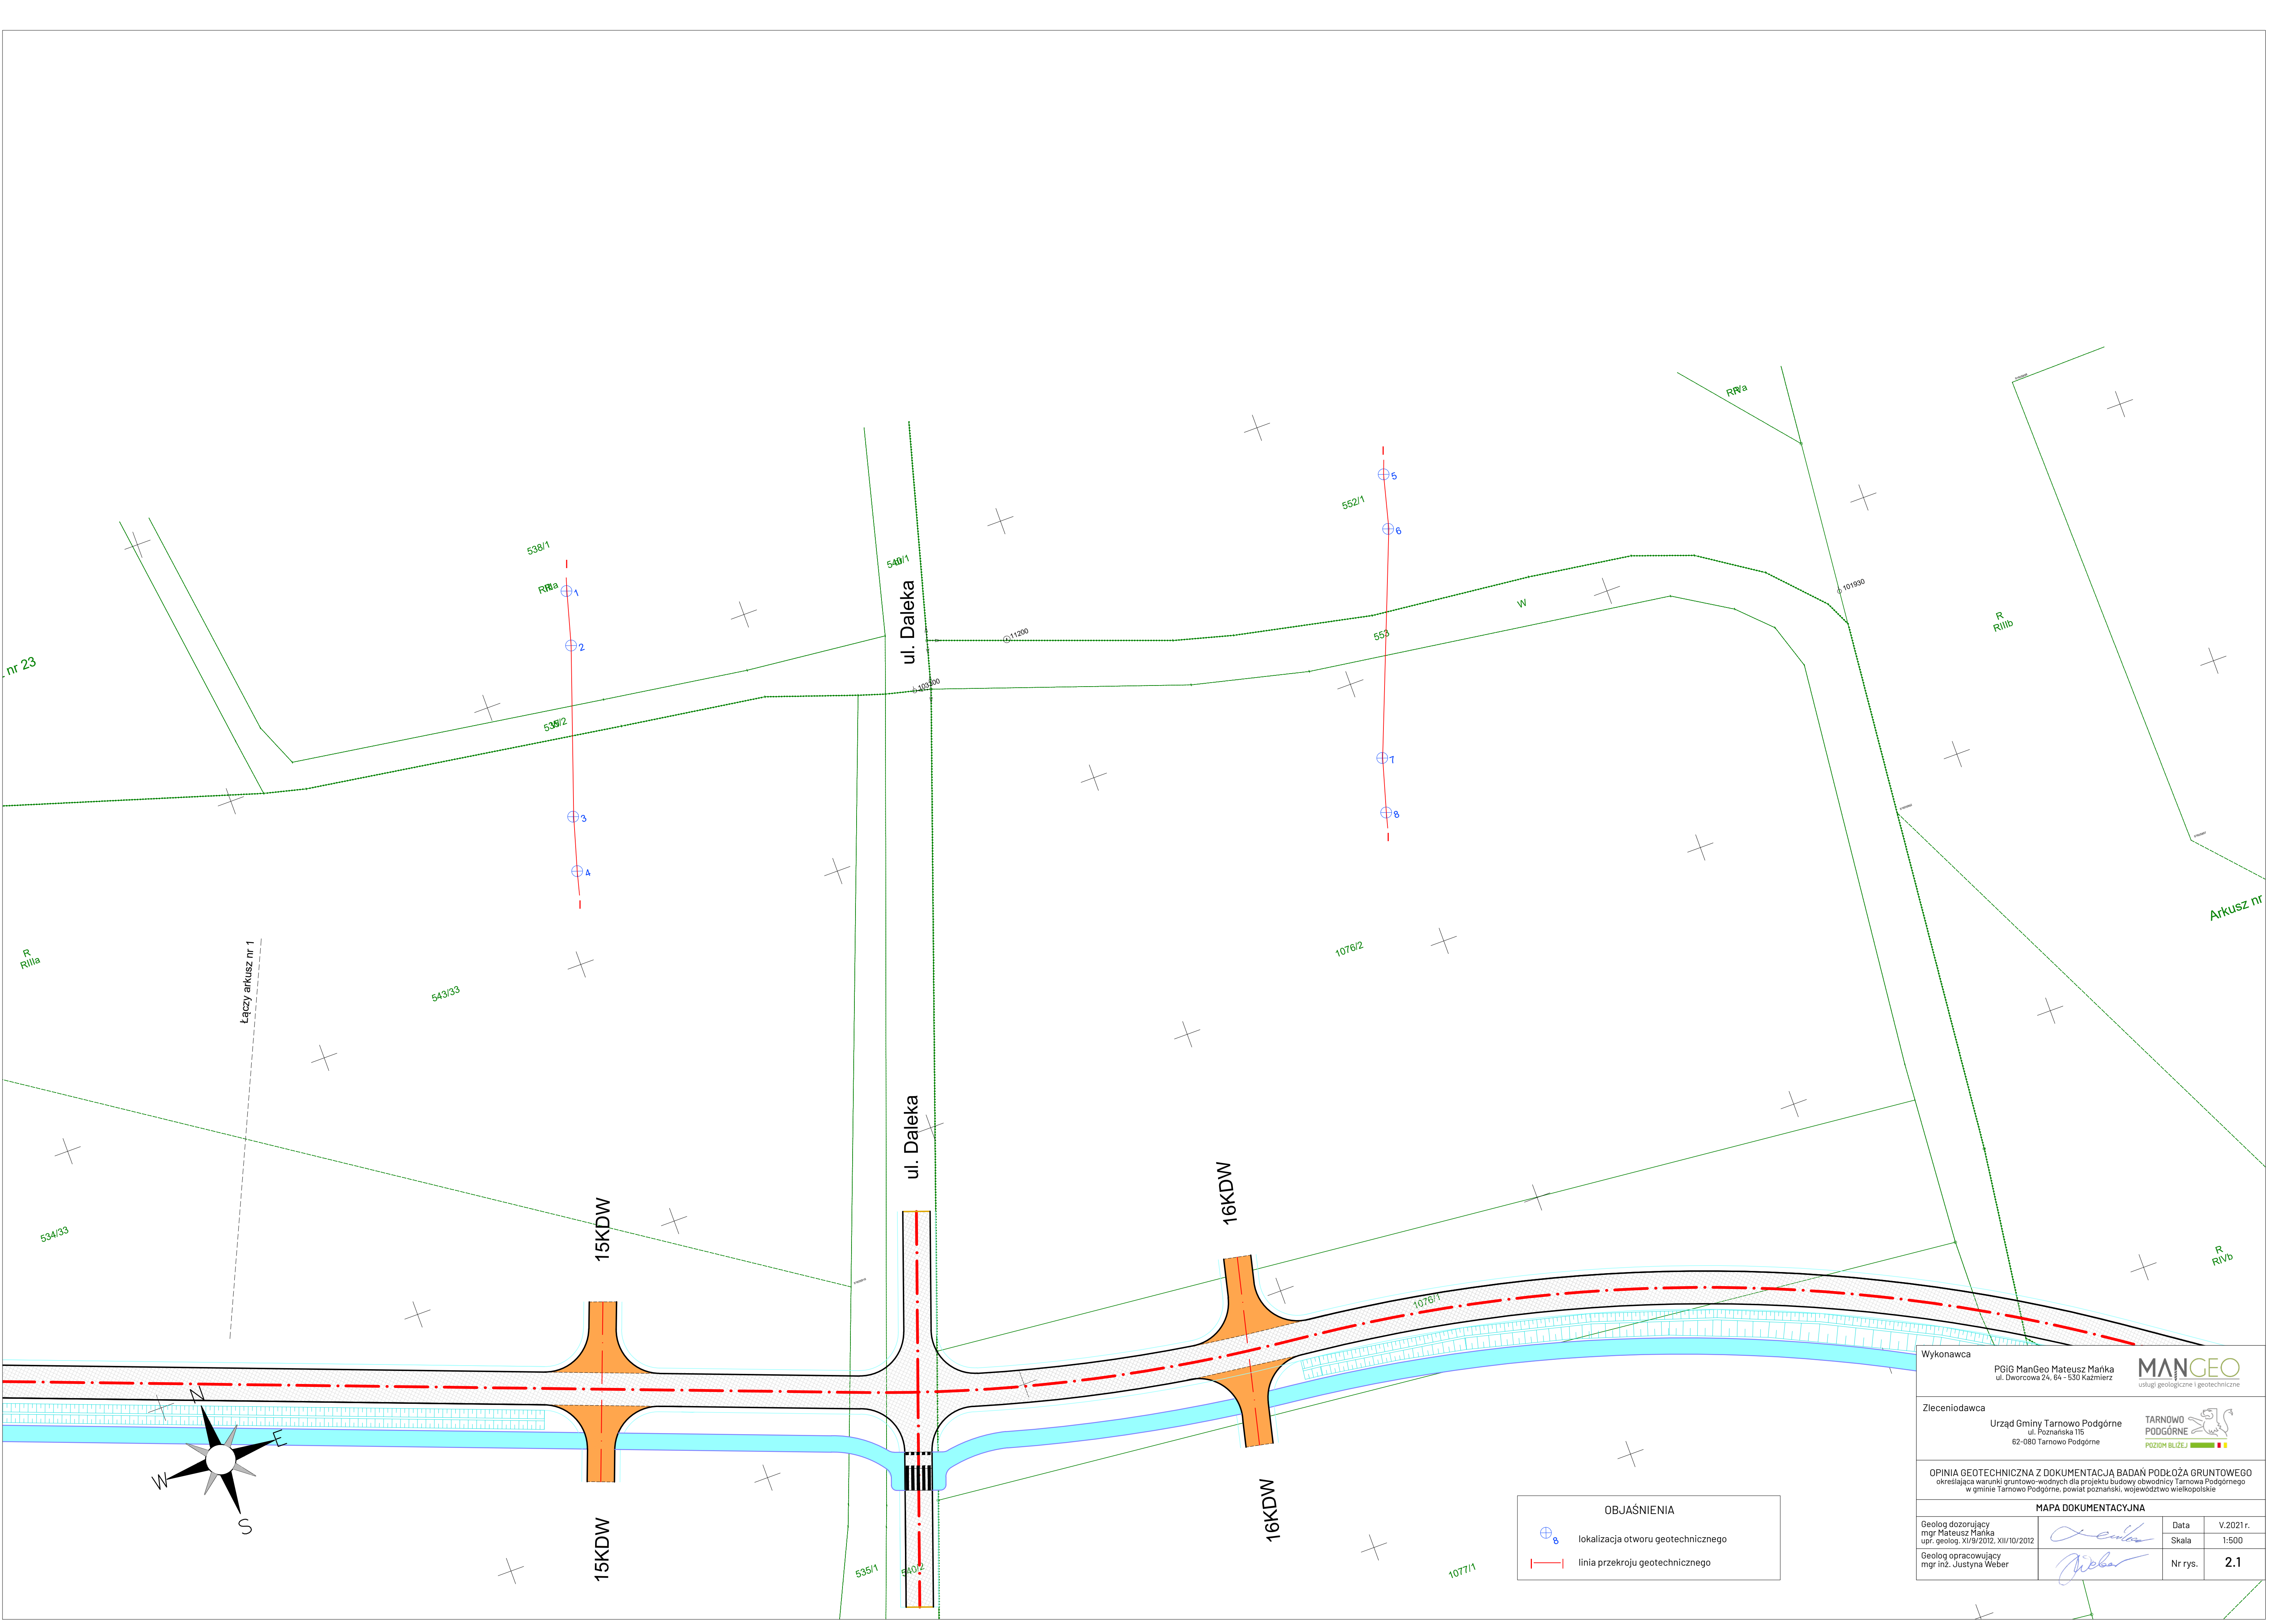 RIVa
5
552/1
6
538/1
RIIIa
1
540/1
ul. Daleka
101930
W
R
RIIIb
11200
553
2
nr 23
103300
535/2
W
7
3
8
4
Arkusz nr
R
RIIIa
1076/2
Łączy arkusz nr 1
543/33
ul. Daleka
534/33
15KDW
16KDW
R
RIVb
1076/1
N
E
W
S
15KDW
16KDW
535/1
540/2
1077/1
OBJAŚNIENIA
8
lokalizacja otworu geotechnicznego
linia przekroju geotechnicznego
Wykonawca
PGiG ManGeo Mateusz Mańka
ul. Dworcowa 24, 64 - 530 Kaźmierz
MANGEO
usługi geologiczne i geotechniczne
Zleceniodawca
Urząd Gminy Tarnowo Podgórne
ul. Poznańska 115
62-080 Tarnowo Podgórne
TARNOWO
PODGÓRNE
POZIOM BLIŻEJ
OPINIA GEOTECHNICZNA Z DOKUMENTACJĄ BADAŃ PODŁOŻA GRUNTOWEGO
określająca warunki gruntowo-wodnych dla projektu budowy obwodnicy Tarnowa Podgórnego
w gminie Tarnowo Podgórne, powiat poznański, województwo wielkopolskie
MAPA DOKUMENTACYJNA
Geolog dozorujący
mgr Mateusz Mańka
upr. geolog. XI/9/2012, XII/10/2012
Data V.2021 r.
Skala 1:500
Geolog opracowujący
mgr inż. Justyna Weber
Nr rys. 2.1